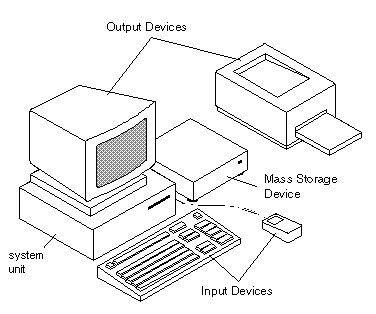 Output Devices
Mass Storage
Device
system
unit
Input Devices